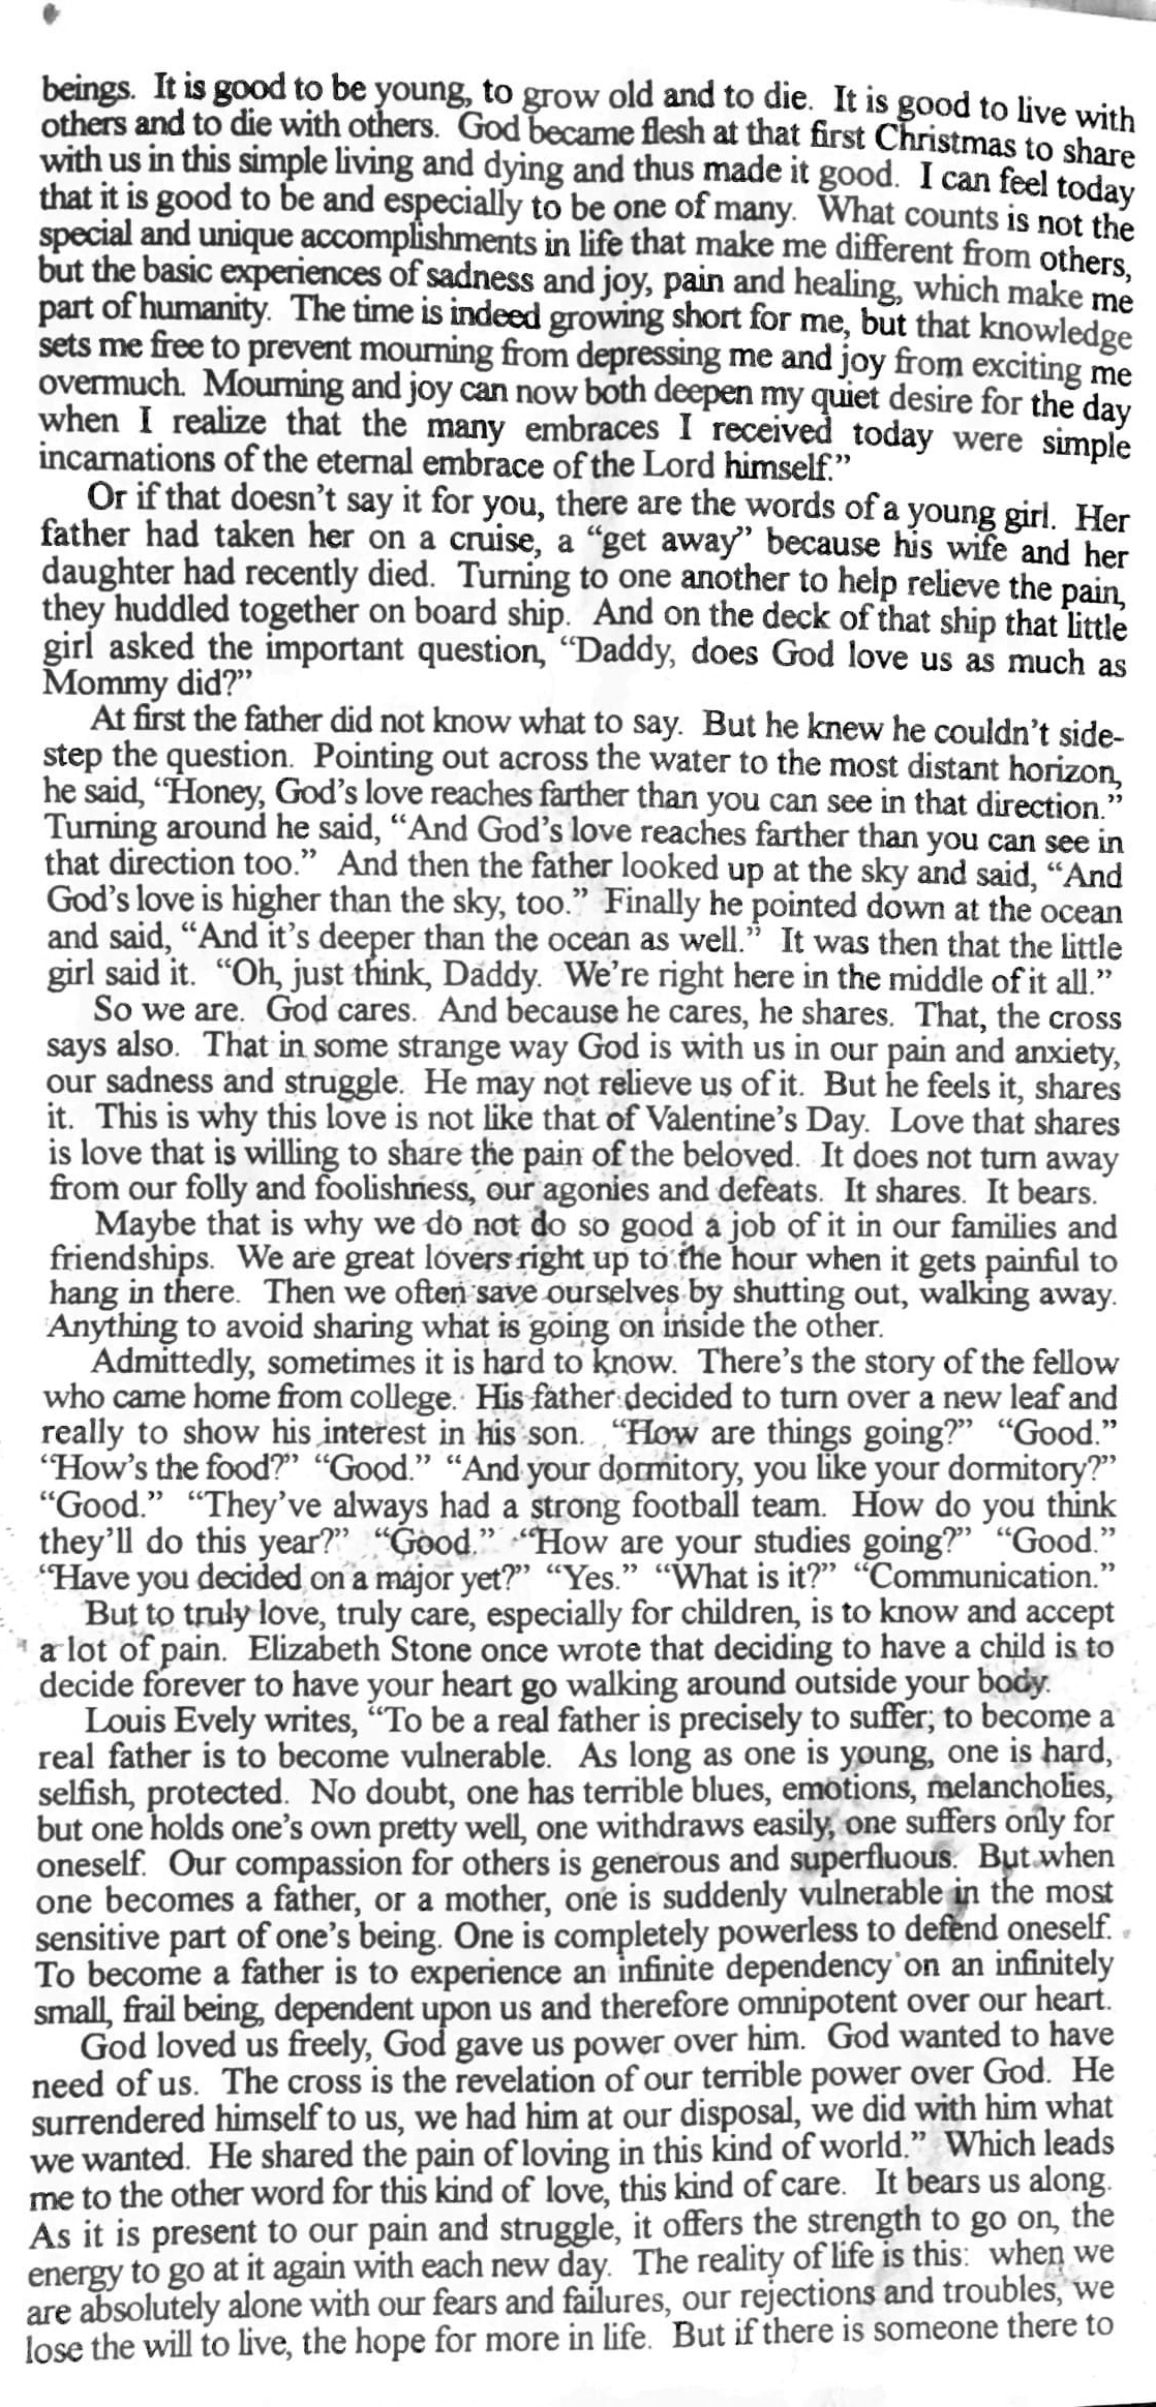 beings. It is good to be young, to grow old and to die. It is good to live with
others and to die with others. God became flesh at that first Christmas to share
with us in this simple living and dying and thus made it good. I can feel today
that it is good to be and especially to be one of many. What counts is not the
special and unique accomplishments in life that make me different from others,
but the basic experiences of sadness and joy, pain and healing, which make me
part of humanity. The time is indeed growing short for me, but that knowledge
sets me free to prevent mourning from depressing me and joy from exciting me
overmuch. Mourning and joy can now both deepen my quiet desire for the day
when I realize that the many embraces I received today were simple
incarnations of the eternal embrace of the Lord himself.”
Or if that doesn’t say it for you, there are the words of a young girl. Her
father had taken her on a cruise, a “get away” because his wife and her
daughter had recently died. Turning to one another to help relieve the pain,
they huddled together on board ship. And on the deck of that ship that little
girl asked the important question, “Daddy, does God love us as much as
Mommy did?”
At first the father did not know what to say. But he knew he couldn’t side-
step the question. Pointing out across the water to the most distant horizon,
he said, “Honey, God’s love reaches farther than you can see in that direction.”
Turning around he said, “And God’s love reaches farther than you can see in
that direction too.” And then the father looked up at the sky and said, “And
God’s love is higher than the sky, too.” Finally he pointed down at the ocean
and said, “And it’s deeper than the ocean as well.” It was then that the little
girl said it. “Oh, just think, Daddy. We’re right here in the middle of it all.”
So we are. God cares. And because he cares, he shares. That, the cross
says also. That in some strange way God is with us in our pain and anxiety,
our sadness and struggle. He may not relieve us of it. But he feels it, shares
it. This is why this love is not like that of Valentine’s Day. Love that shares
is love that is willing to share the pain of the beloved. It does not turn away
from our folly and foolishness, our agonies and defeats. It shares. It bears.
Maybe that is why we do not do so good a job of it in our families and
friendships. We are great lovers right up to the hour when it gets painful to
hang in there. Then we often save ourselves by shutting out, walking away.
Anything to avoid sharing what is going on inside the other.
Admittedly, sometimes it is hard to know. There’s the story of the fellow
who came home from college. His father decided to turn over a new leaf and
really to show his interest in his son. “How are things going?” “Good.”
“How’s the food?” “Good.” “And your dormitory, you like your dormitory?”
“Good.” “They’ve always had a strong football team. How do you think
they’ll do this year?” “Good.” “How are your studies going?” “Good.”
“Have you decided on a major yet?” “Yes.” “What is it?” “Communication.”
But to truly love, truly care, especially for children, is to know and accept
a lot of pain. Elizabeth Stone once wrote that deciding to have a child is to
decide forever to have your heart go walking around outside your body.
Louis Evely writes, “To be a real father is precisely to suffer; to become a
real father is to become vulnerable. As long as one is young, one is hard,
selfish, protected. No doubt, one has terrible blues, emotions, melancholies,
but one holds one’s own pretty well, one withdraws easily, one suffers only for
oneself. Our compassion for others is generous and superfluous. But when
one becomes a father, or a mother, one is suddenly vulnerable in the most
sensitive part of one’s being. One is completely powerless to defend oneself.
To become a father is to experience an infinite dependency on an infinitely
small, frail being, dependent upon us and therefore omnipotent over our heart.
God loved us freely, God gave us power over him. God wanted to have
need of us. The cross is the revelation of our terrible power over God. He
surrendered himself to us, we had him at our disposal, we did with him what
we wanted. He shared the pain of loving in this kind of world.” Which leads
me to the other word for this kind of love, this kind of care. It bears us along.
As it is present to our pain and struggle, it offers the strength to go on, the
energy to go at it again with each new day. The reality of life is this: when we
are absolutely alone with our fears and failures, our rejections and troubles, we
lose the will to live, the hope for more in life. But if there is someone there to